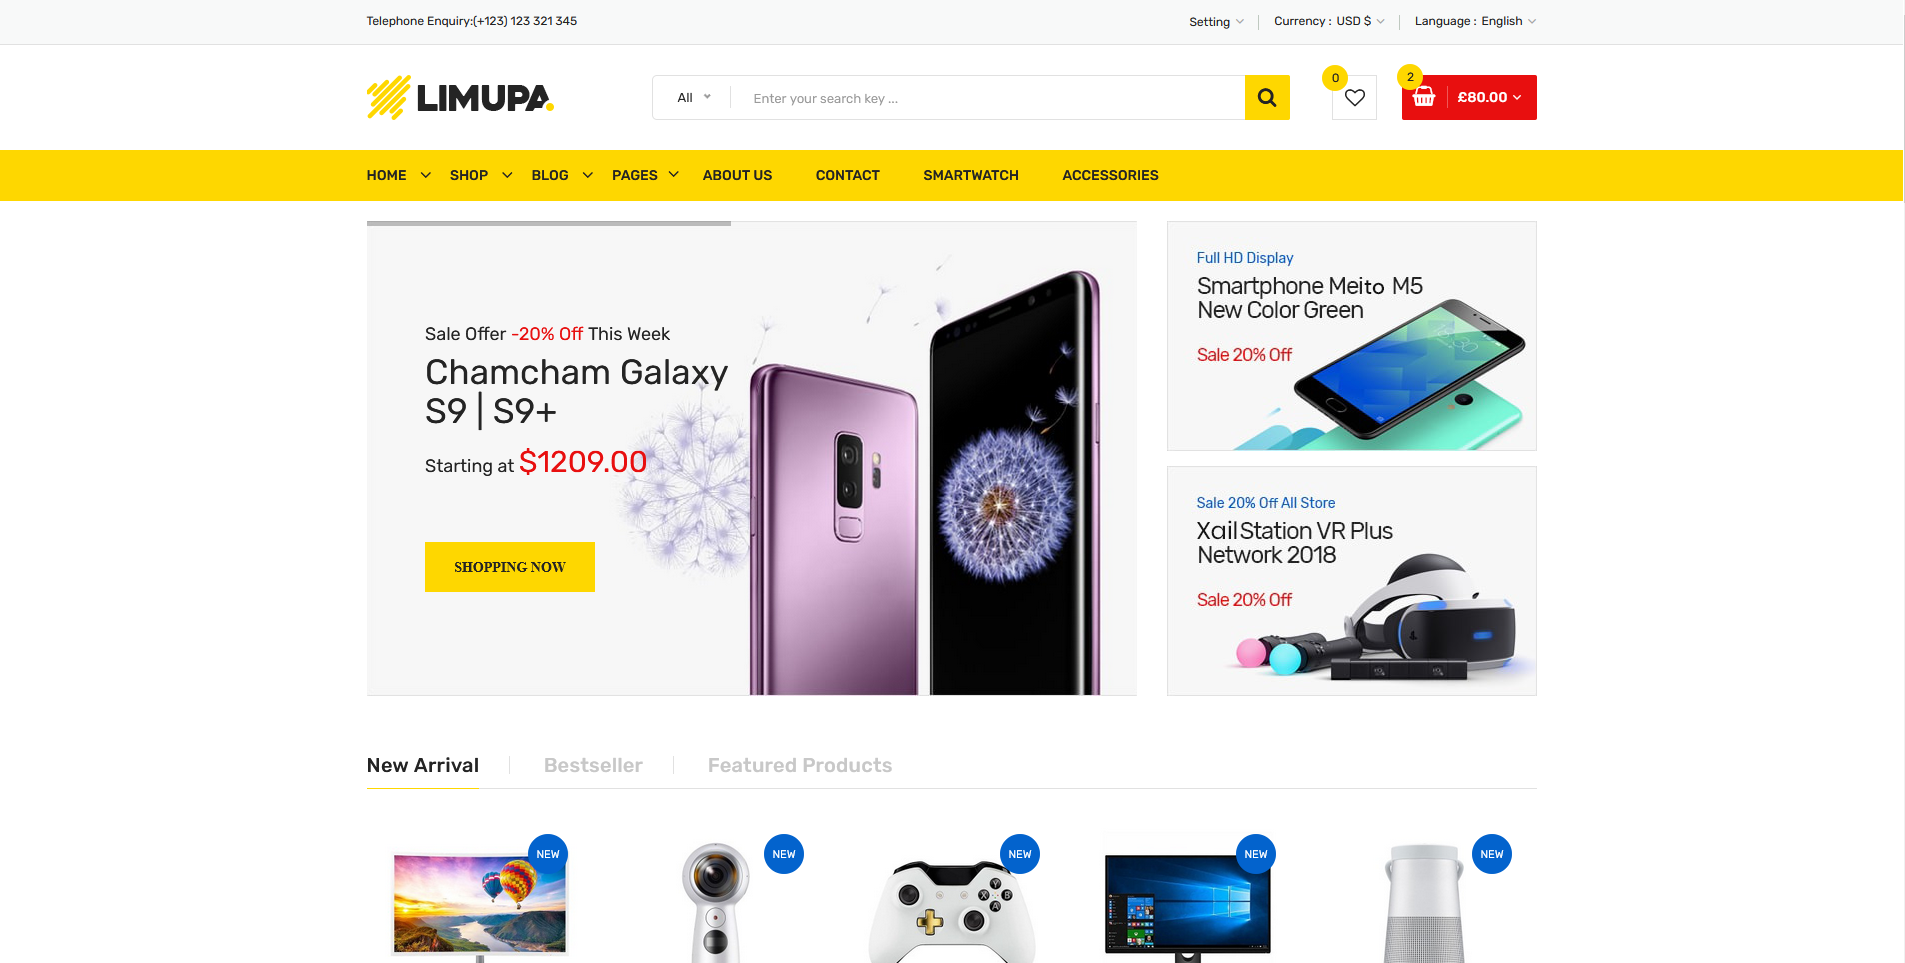 Telephone Enquiry:(+123) 123 321 345
Setting
Currency : USD $
Language : English
LIMUPA.
All
Enter your search key ...
0
2
£80.00
HOME
SHOP
BLOG
PAGES
ABOUT US
CONTACT
SMARTWATCH
ACCESSORIES
Sale Offer -20% Off This Week
Chamcham Galaxy
S9 | S9+
Starting at $1209.00
SHOPPING NOW
Full HD Display
Smartphone Meito M5
New Color Green
Sale 20% Off
Sale 20% Off All Store
Xail Station VR Plus
Network 2018
Sale 20% Off
New Arrival
Bestseller
Featured Products
NEW
NEW
NEW
NEW
NEW
Y
X
B
A